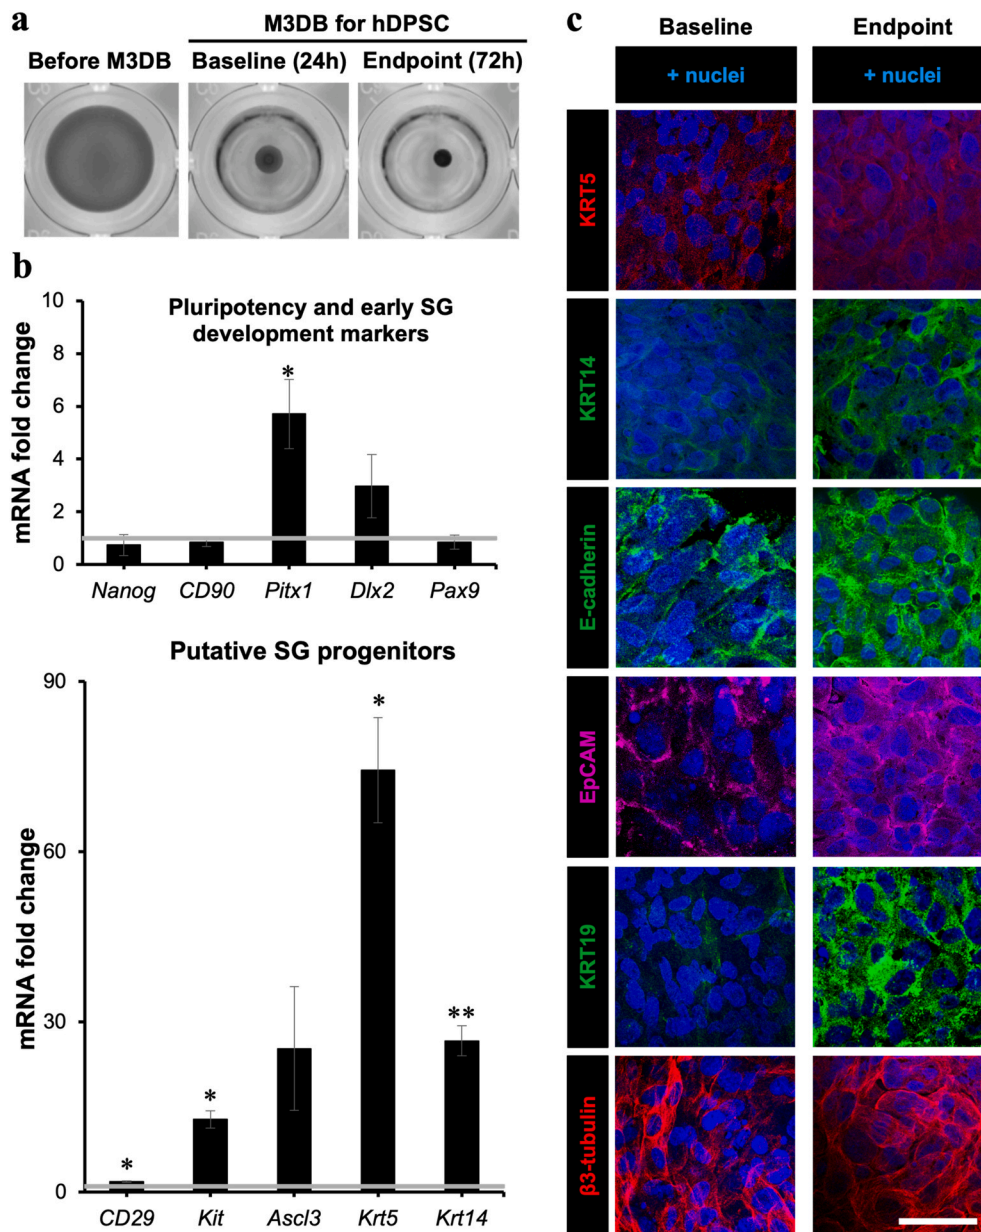 a
M3DB for hDPSC
Before M3DB
Baseline (24h)
Endpoint (72h)
b
Pluripotency and early SG
development markers
mRNA fold change
10
8
6
4
2
0
*
Nanog
CD90
Pitx1
Dlx2
Pax9
Putative SG progenitors
mRNA fold change
90
60
30
0
*
*
*
**
CD29
Kit
Ascl3
Krt5
Krt14
c
Baseline
Endpoint
+ nuclei
+ nuclei
KRT5
KRT14
E-cadherin
EpCAM
KRT19
β3-tubulin